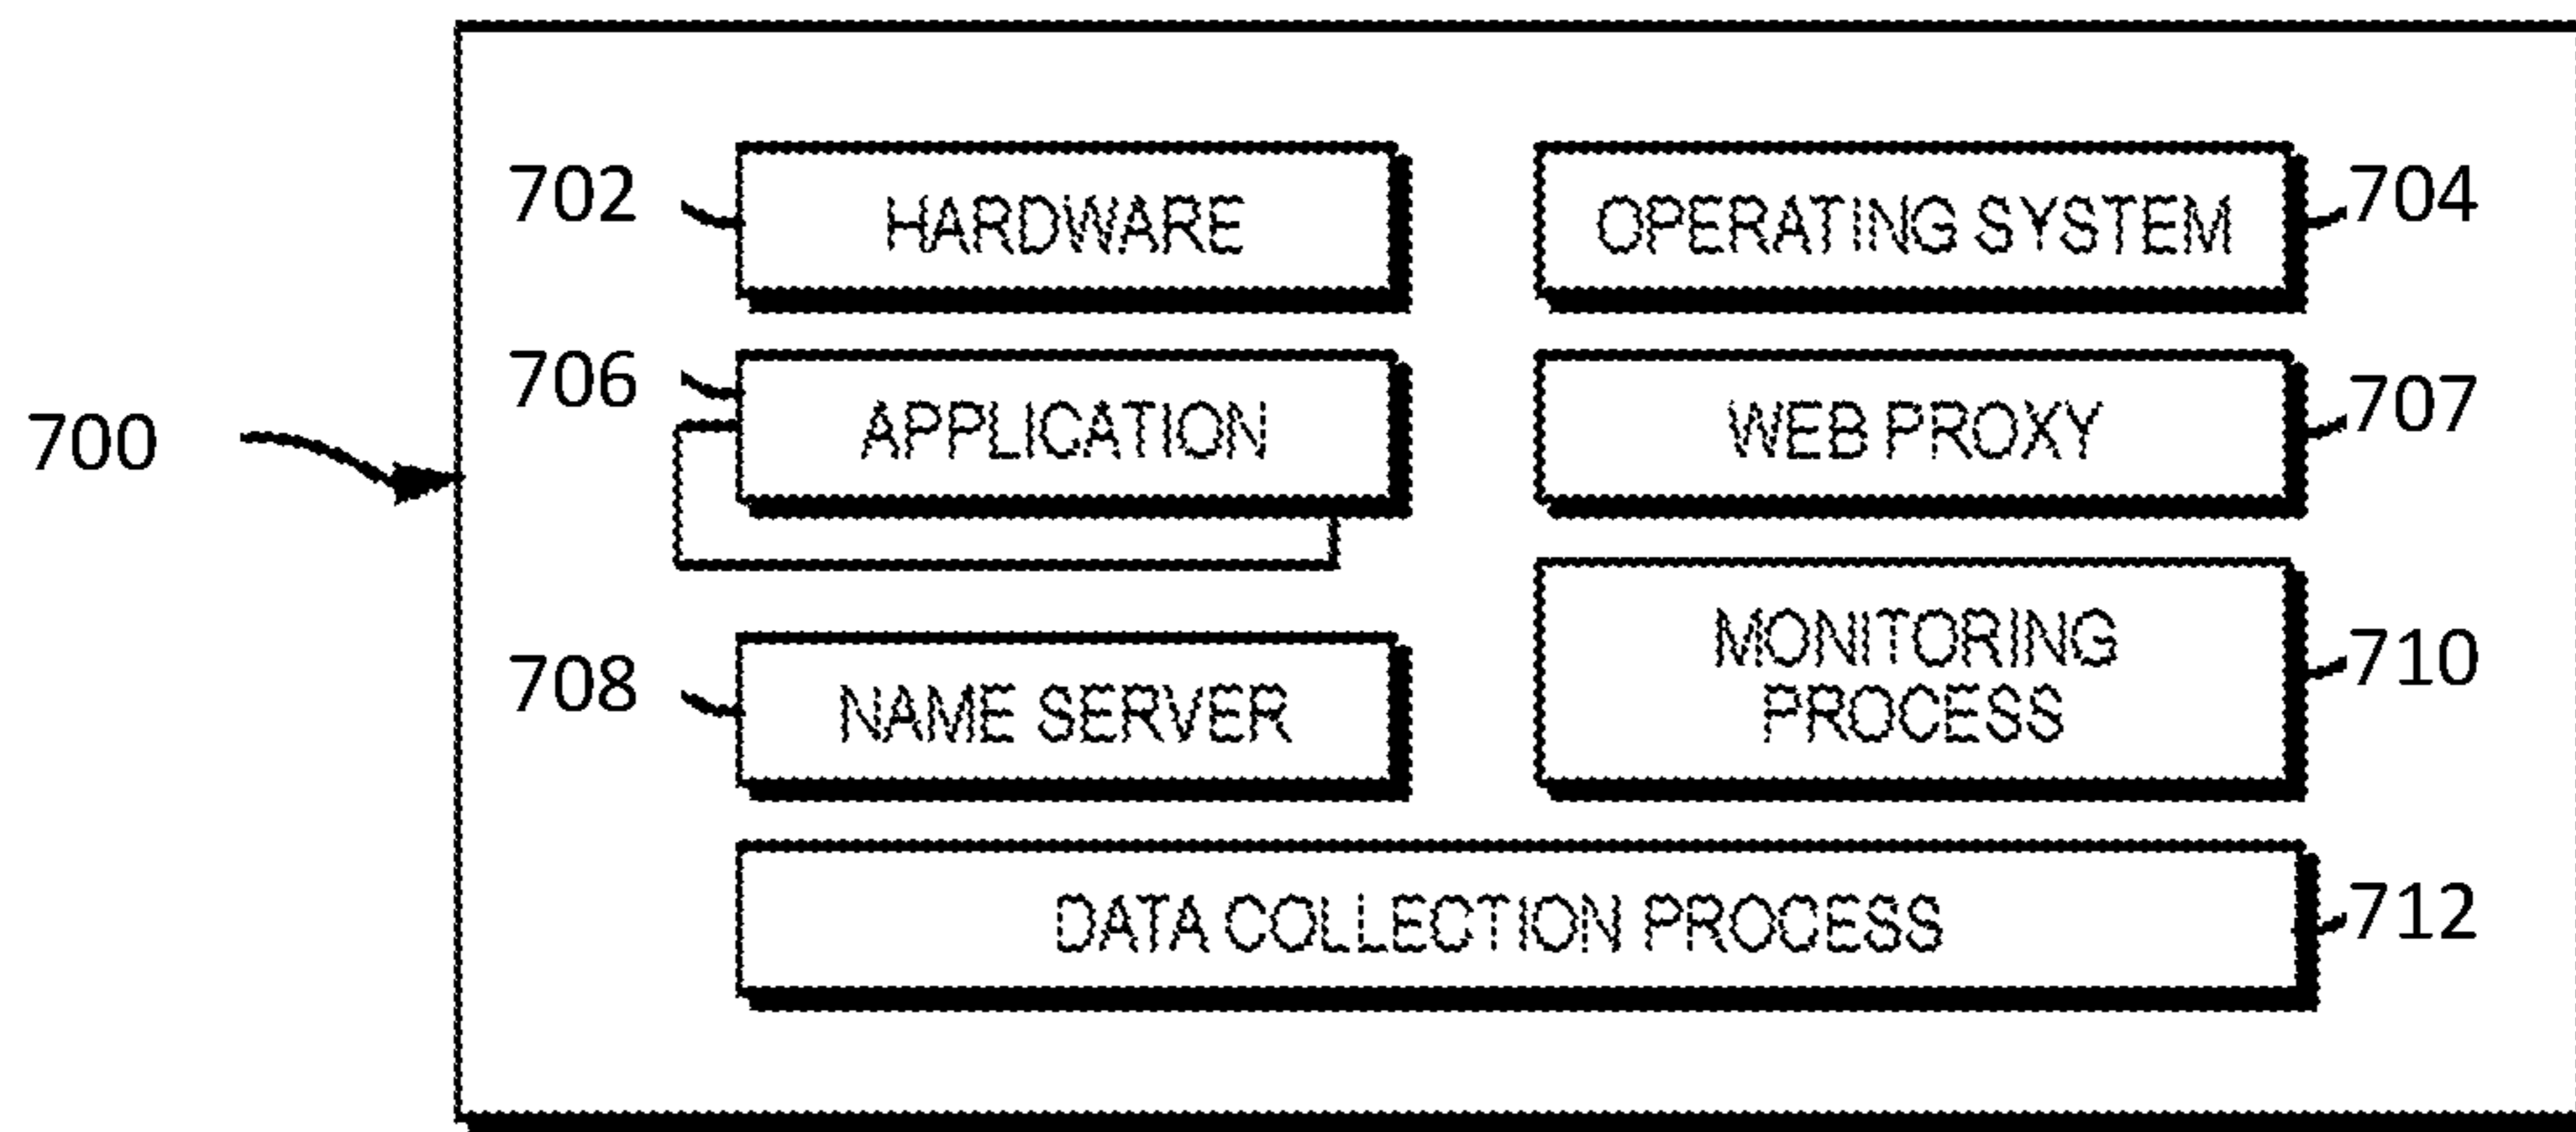 702
HARDWARE
OPERATING SYSTEM
704
706
APPLICATION
WEB PROXY
707
700
708
NAME SERVER
MONITORING
PROCESS
710
DATA COLLECTION PROCESS
712